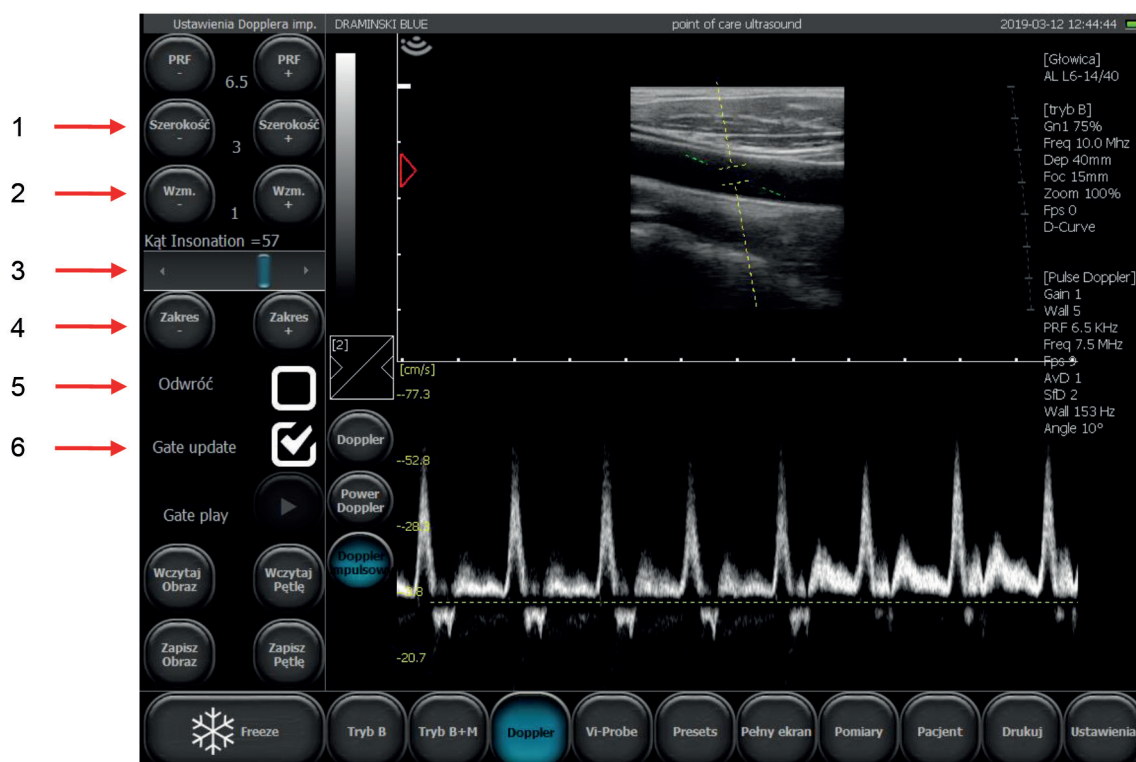 Ustawienia Dopplera imp.
DRAMINSKI BLUE
point of care ultrasound
2019-03-12 12:44:44
PRF
-
6.5
PRF
+
1
Szerokość
-
3
Szerokość
+
2
Wzm.
-
1
Wzm.
+
Kąt Insonation =57
3
4
Zakres
-
Zakres
+
5
Odwróć
6
Gate update
Gate play
Wczytaj
Obraz
Wczytaj
Pętlę
Zapisz
Obraz
Zapisz
Pętlę
[2]
Doppler
Power
Doppler
Doppler
[cm/s]
-77.3
-52.8
-20.7
[Głowica]
AL L6-14/40
[tryb B]
Gn1 75%
Freq 10.0 Mhz
Dep 40mm
Foc 15mm
Zoom 100%
Fps 0
D-Curve
[Pulse Doppler]
Gain 1
Wall 5
PRF 6.5 KHz
Freq 7.5 MHz
Fps 9
AvD 1
SfD 2
Wall 153 Hz
Angle 10°
Freeze
Tryb B
Tryb B+M
Doppler
Vi-Probe
Presets
Pełny ekran
Pomiary
Pacjent
Drukuj
Ustawienia